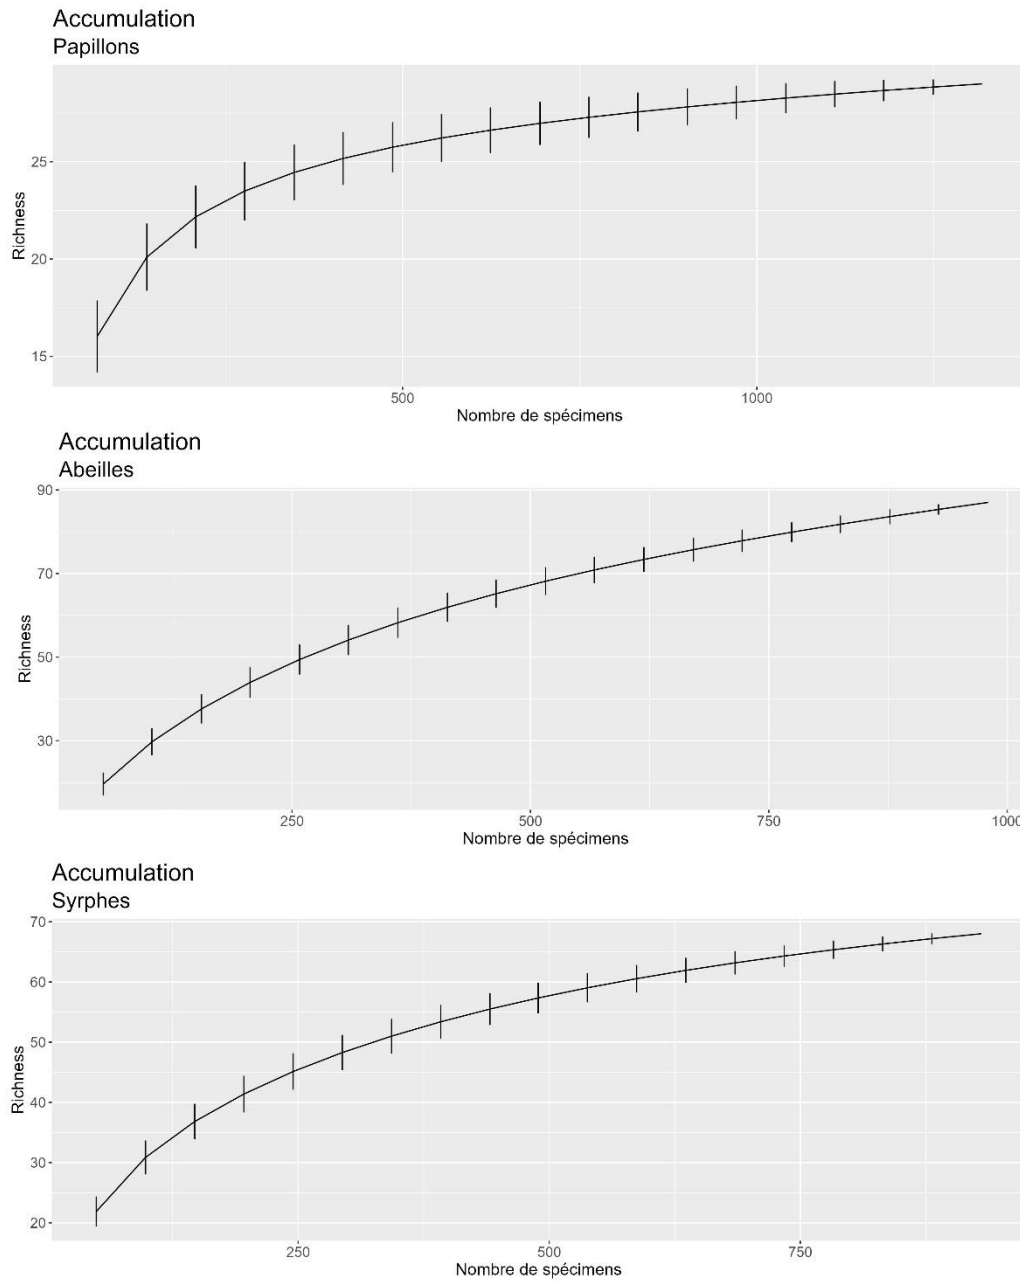 Accumulation
Papillons
Richness
25
20
15
500
1000
Nombre de spécimens
Accumulation
Abeilles
Richness
90
70
50
30
250
500
750
1000
Nombre de spécimens
Accumulation
Syrphes
Richness
70
60
50
40
30
20
250
500
750
Nombre de spécimens